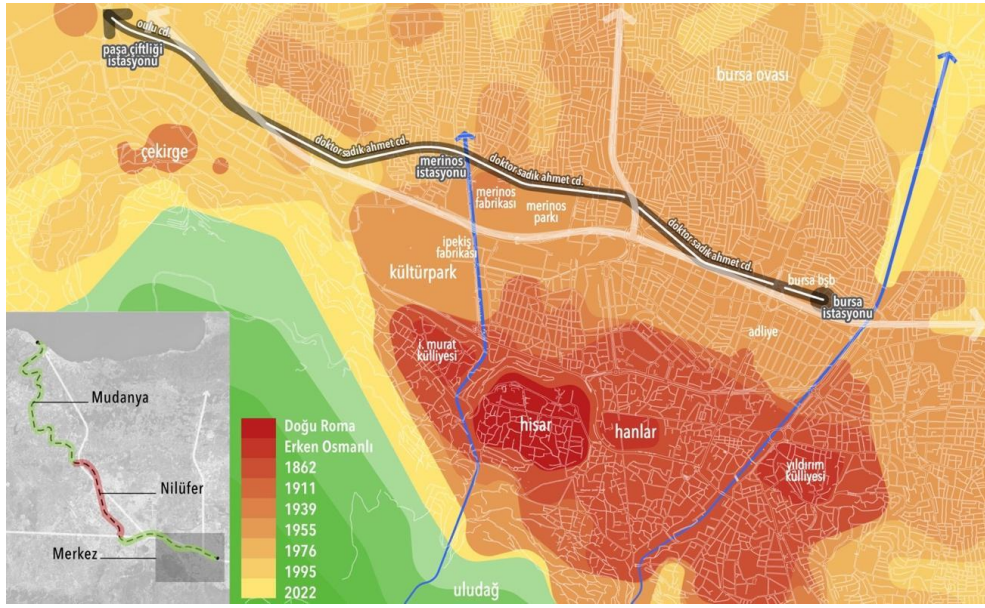 oulu cd.
paşa çiftliği
istasyonu
bursa ovası
çekirge
doktor sadık ahmet cd.
merinos
istasyonu
doktor sadık ahmet cd.
merinos
fabrikası
merinos
parkı
doktor sadık ahmet cd.
ipekiş
fabrikası
kültürpark
bursa bşb
bursa
istasyonu
adliye
i. murat
külliyesi
hisar
hanlar
yıldırım
külliyesi
uludağ
Mudanya
Nilüfer
Merkez
Doğu Roma
Erken Osmanlı
1862
1911
1939
1955
1976
1995
2022